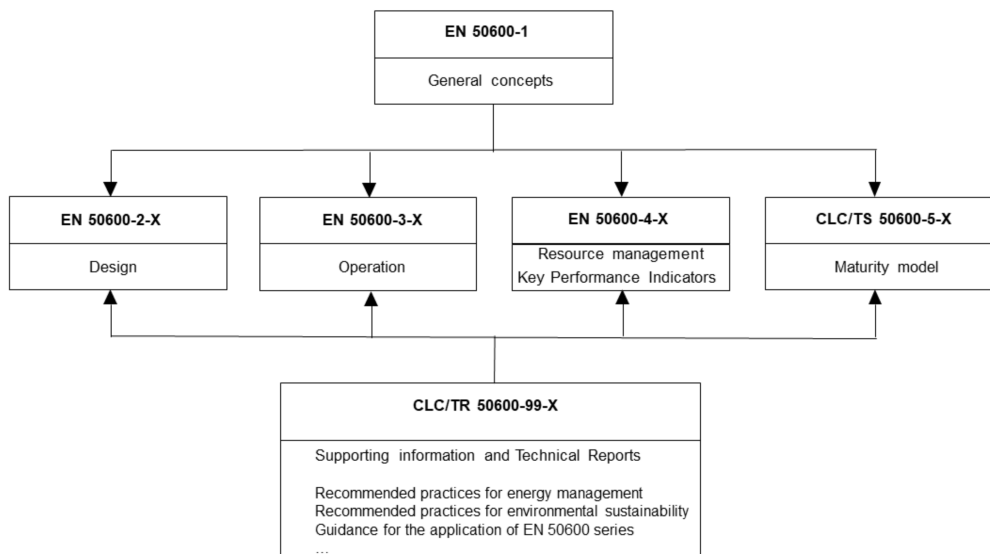 EN 50600-1
General concepts
EN 50600-2-X
Design
EN 50600-3-X
Operation
EN 50600-4-X
Resource management
Key Performance Indicators
CLC/TS 50600-5-X
Maturity model
CLC/TR 50600-99-X
Supporting information and Technical Reports
Recommended practices for energy management
Recommended practices for environmental sustainability
Guidance for the application of EN 50600 series
...